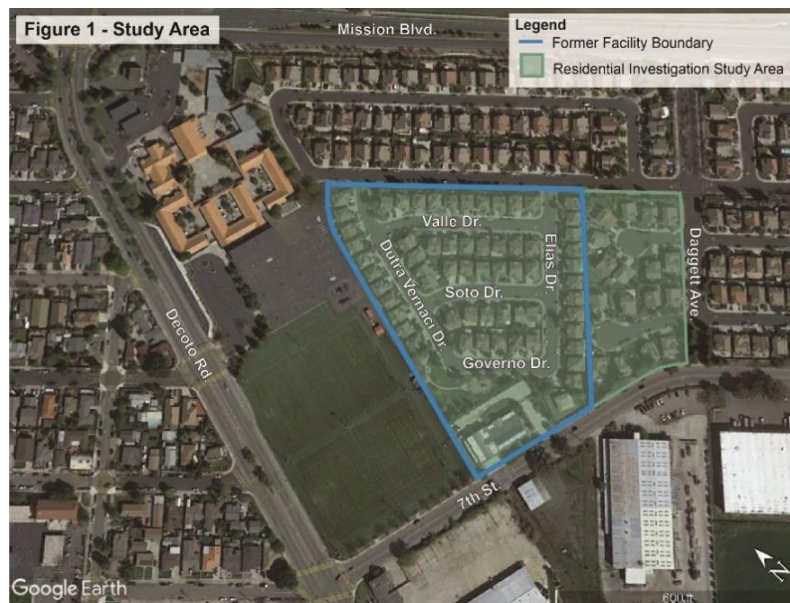 Figure 1 - Study Area
Mission Blvd.
Legend
Former Facility Boundary
Residential Investigation Study Area
Valle Dr.
Elias Dr.
Dutra Vernaci Dr.
Soto Dr.
Daggett Ave.
Decoto Rd.
Governo Dr.
7th St.
Google Earth
600 ft
N